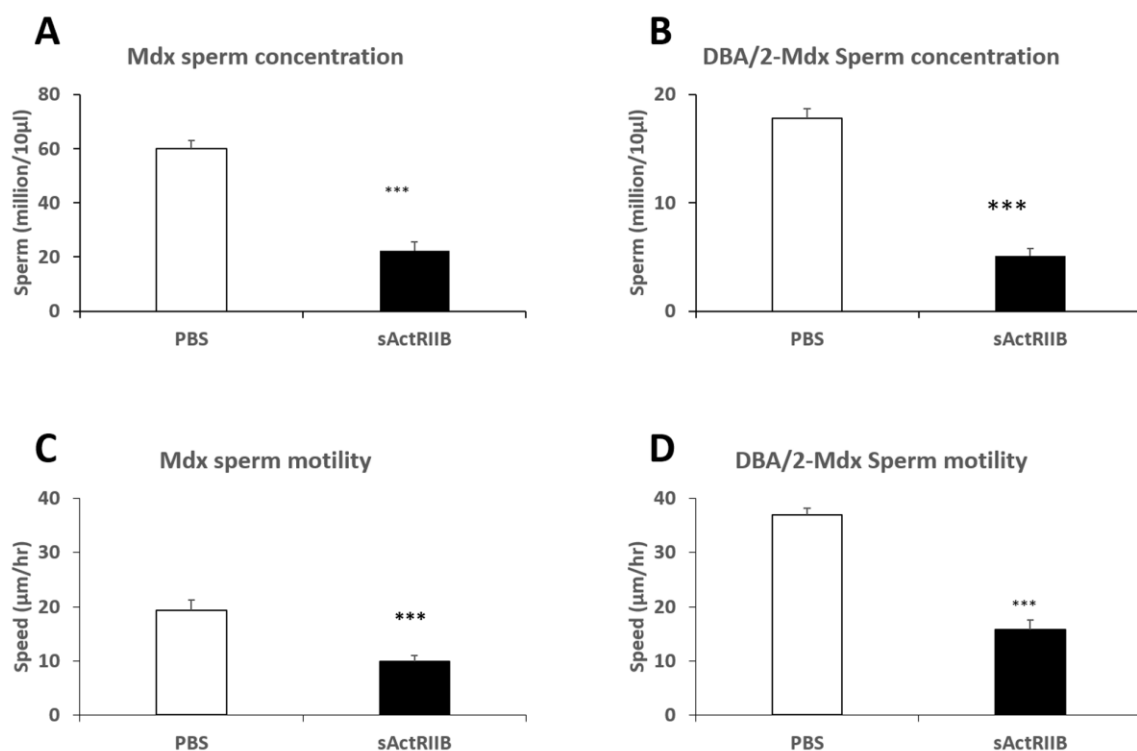 A
Mdx sperm concentration
Sperm (million/10µl)
80
60
40
20
0
***
PBS
sActRIIB
B
DBA/2-Mdx Sperm concentration
Sperm (million/10µl)
20
10
0
***
PBS
sActRIIB
C
Mdx sperm motility
Speed (µm/hr)
40
30
20
10
0
***
PBS
sActRIIB
D
DBA/2-Mdx Sperm motility
Speed (µm/hr)
40
30
20
10
0
***
PBS
sActRIIB